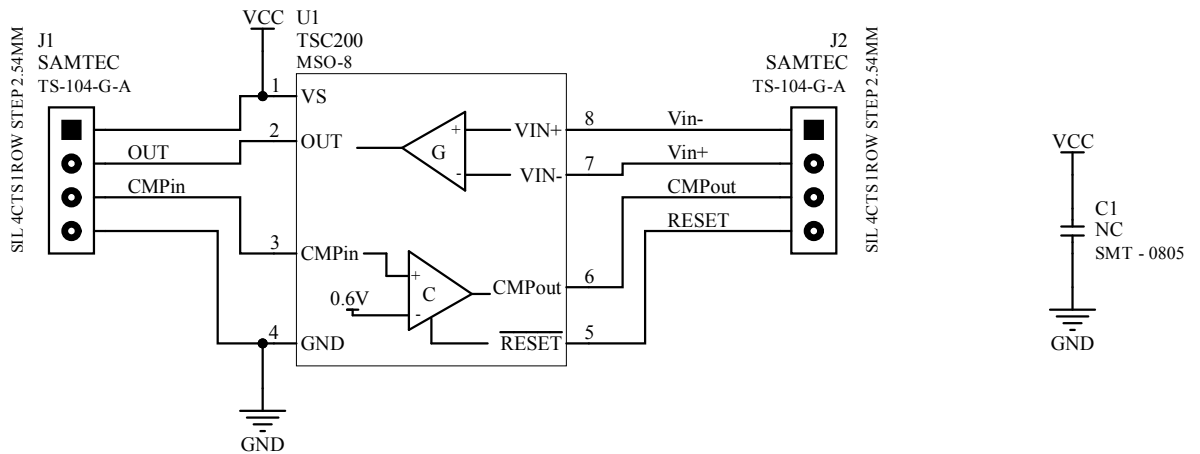 VCC
U1
TSC200
MSO-8
J1
SAMTEC
TS-104-G-A
SIL 4CTS 1ROW STEP 2.54MM
1
VS
2
OUT
OUT
CMPin
3
CMPin
0.6V
4
GND
GND
G
+
-
C
+
-
VIN+
8
Vin-
VIN-
7
Vin+
CMPout
RESET
CMPout
6
RESET
5
J2
SAMTEC
TS-104-G-A
SIL 4CTS 1ROW STEP 2.54MM
VCC
C1
NC
SMT - 0805
GND